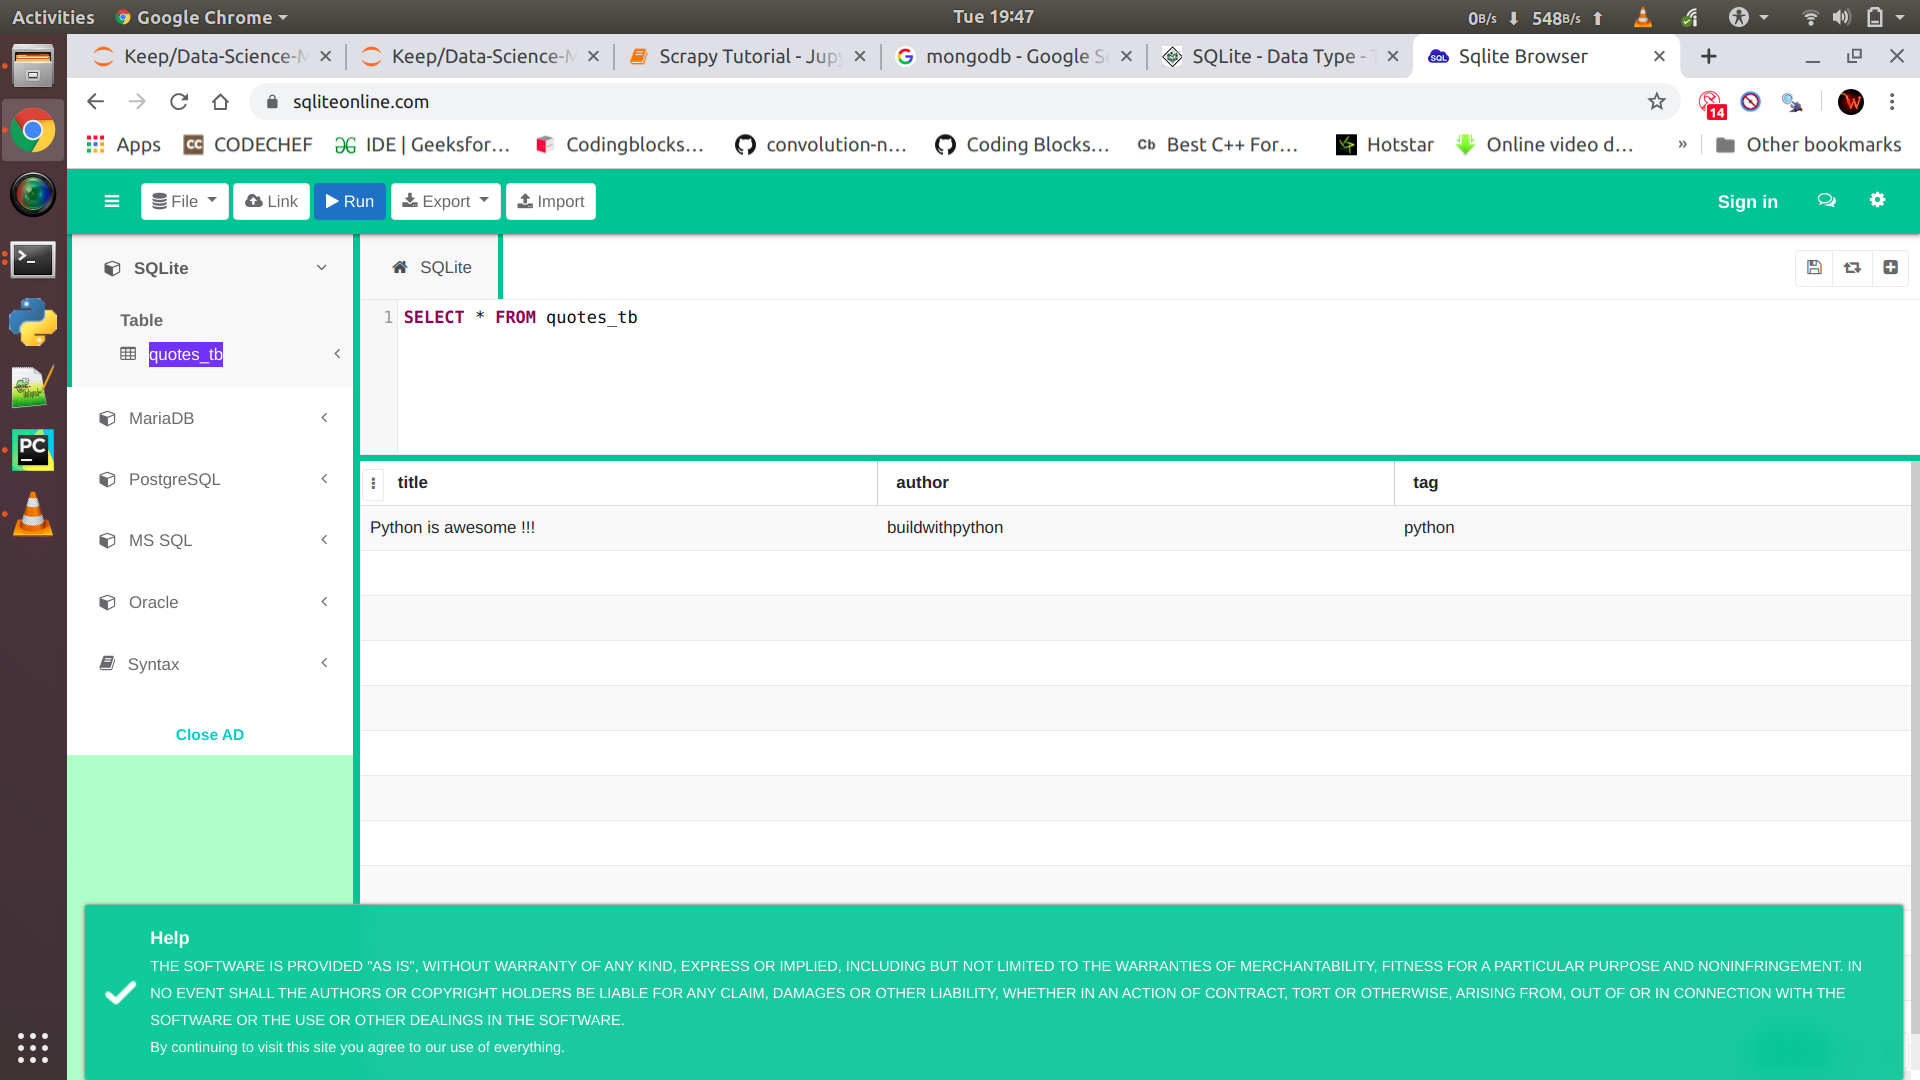 Activities
Google Chrome
Tue 19:47
0B/s 548B/s
Keep/Data-Science-M
Keep/Data-Science-M
Scrapy Tutorial - Jupy
mongodb - Google Se
SQLite - Data Type - T
Sqlite Browser
sqliteonline.com
14
Apps
CODECHEF
IDE | Geeksfor...
Codingblocks...
convolution-n...
Coding Blocks...
Cb Best C++ For...
Hotstar
Online video d...
»
Other bookmarks
File
Link
Run
Export
Import
Sign in
SQLite
Table
quotes_tb
MariaDB
PostgreSQL
MS SQL
Oracle
Syntax
Close AD
SQLite
1 SELECT * FROM quotes_tb
title author tag
Python is awesome !!! buildwithpython python
Help
THE SOFTWARE IS PROVIDED "AS IS", WITHOUT WARRANTY OF ANY KIND, EXPRESS OR IMPLIED, INCLUDING BUT NOT LIMITED TO THE WARRANTIES OF MERCHANTABILITY, FITNESS FOR A PARTICULAR PURPOSE AND NONINFRINGEMENT. IN
NO EVENT SHALL THE AUTHORS OR COPYRIGHT HOLDERS BE LIABLE FOR ANY CLAIM, DAMAGES OR OTHER LIABILITY, WHETHER IN AN ACTION OF CONTRACT, TORT OR OTHERWISE, ARISING FROM, OUT OF OR IN CONNECTION WITH THE
SOFTWARE OR THE USE OR OTHER DEALINGS IN THE SOFTWARE.
By continuing to visit this site you agree to our use of everything.